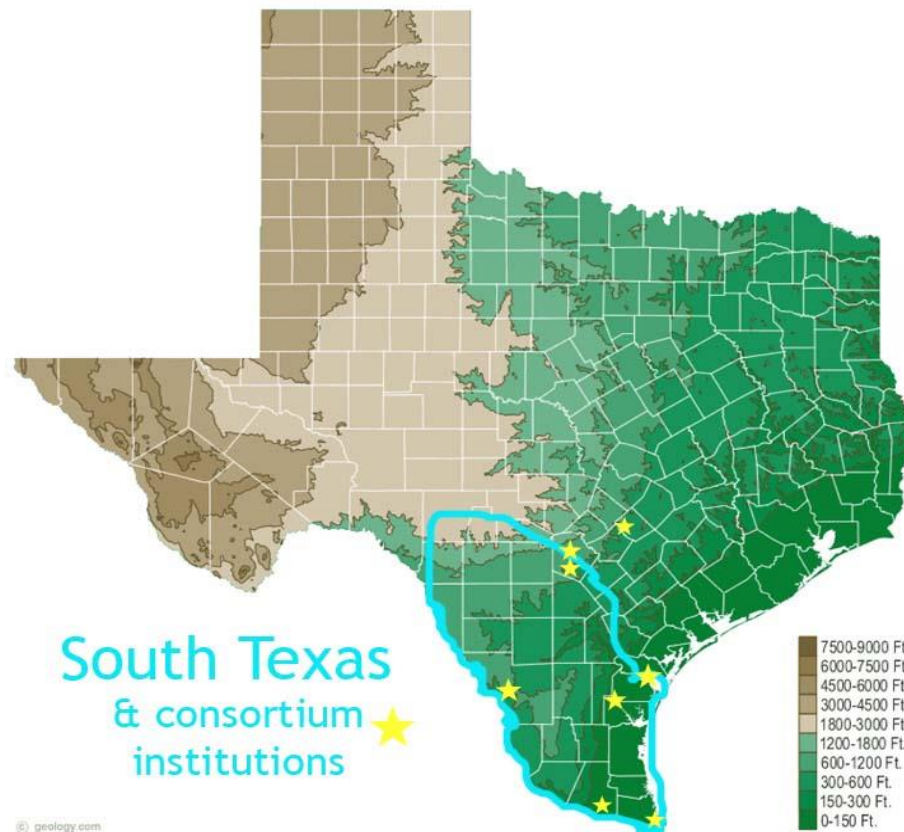 South Texas
& consortium
institutions
7500-9000 Ft.
6000-7500 Ft.
4500-6000 Ft.
3000-4500 Ft.
1800-3000 Ft.
1200-1800 Ft.
600-1200 Ft.
300-600 Ft.
150-300 Ft.
0-150 Ft.
© geology.com